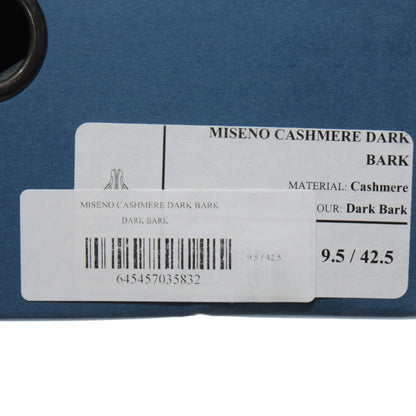 MISENO CASHMERE DARK
BARK
MATERIAL: Cashmere
OUR: Dark Bark
9.5 / 42.5
MISENO CASHMERE DARK BARK
DARK BARK
9.5 / 42.5
645457035832